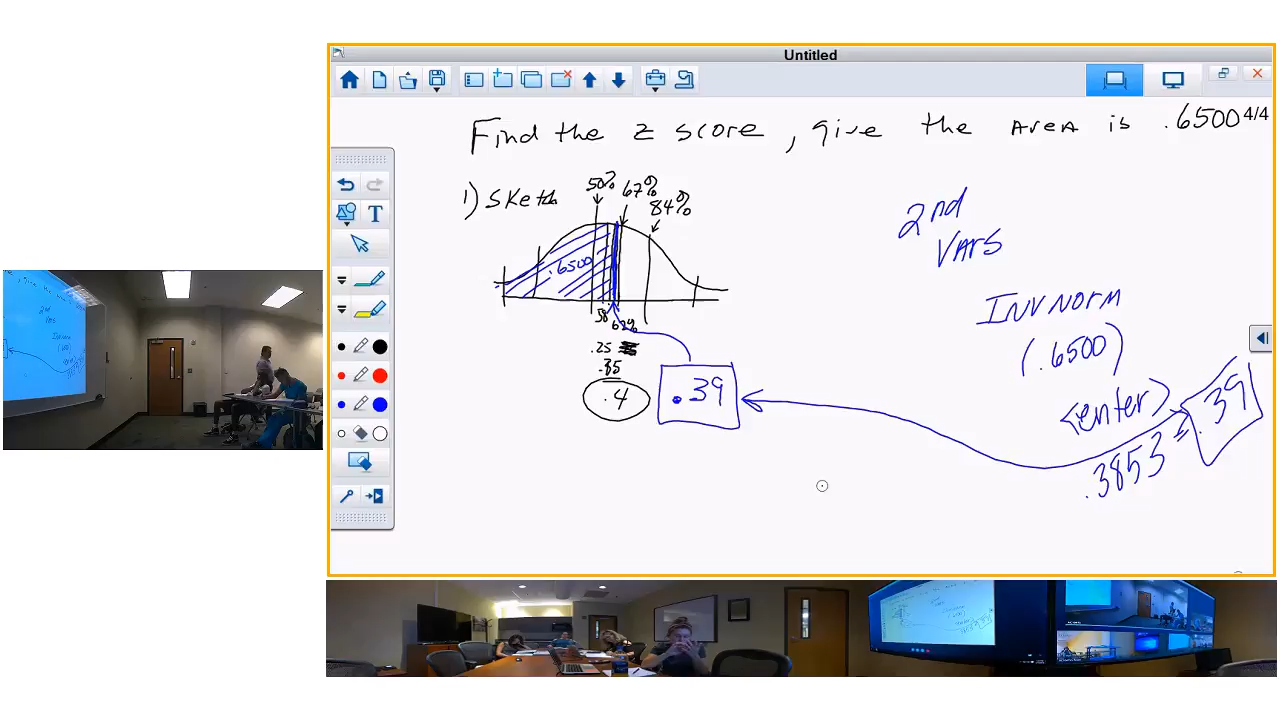 Untitled
Find the z score, give the AREA is .6500
4/4
1) Sketch
50%
67%
84%
.6500
.25
.35
.4
.39
2nd
VARS
INVNORM
(.6500)
<enter>
.3853 = .39